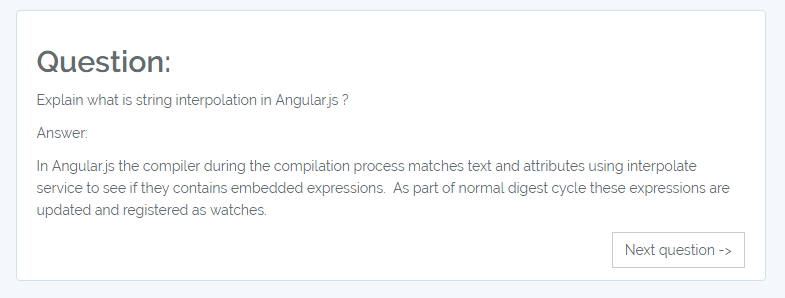 Question:
Explain what is string interpolation in Angular.js ?
Answer:
In Angular.js the compiler during the compilation process matches text and attributes using interpolate
service to see if they contains embedded expressions.  As part of normal digest cycle these expressions are
updated and registered as watches.
Next question ->